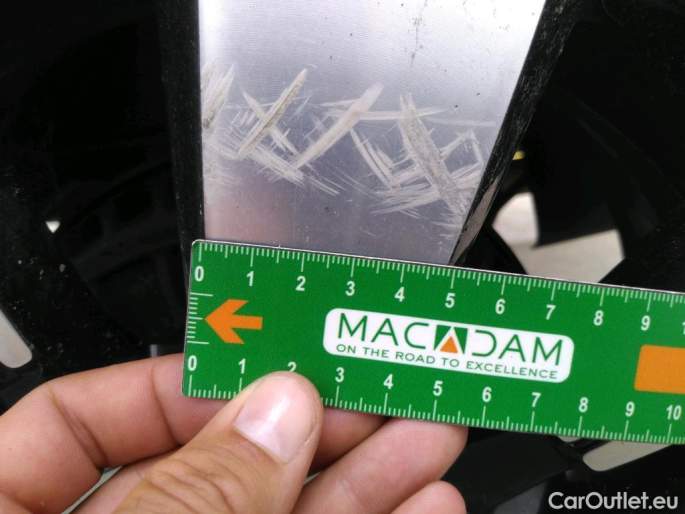 0 1 2 3 4 5 6 7 8 9 1
MACADAM
ON THE ROAD TO EXCELLENCE
0 1 2 3 4 5 6 7 8 9 10
CarOutlet.eu